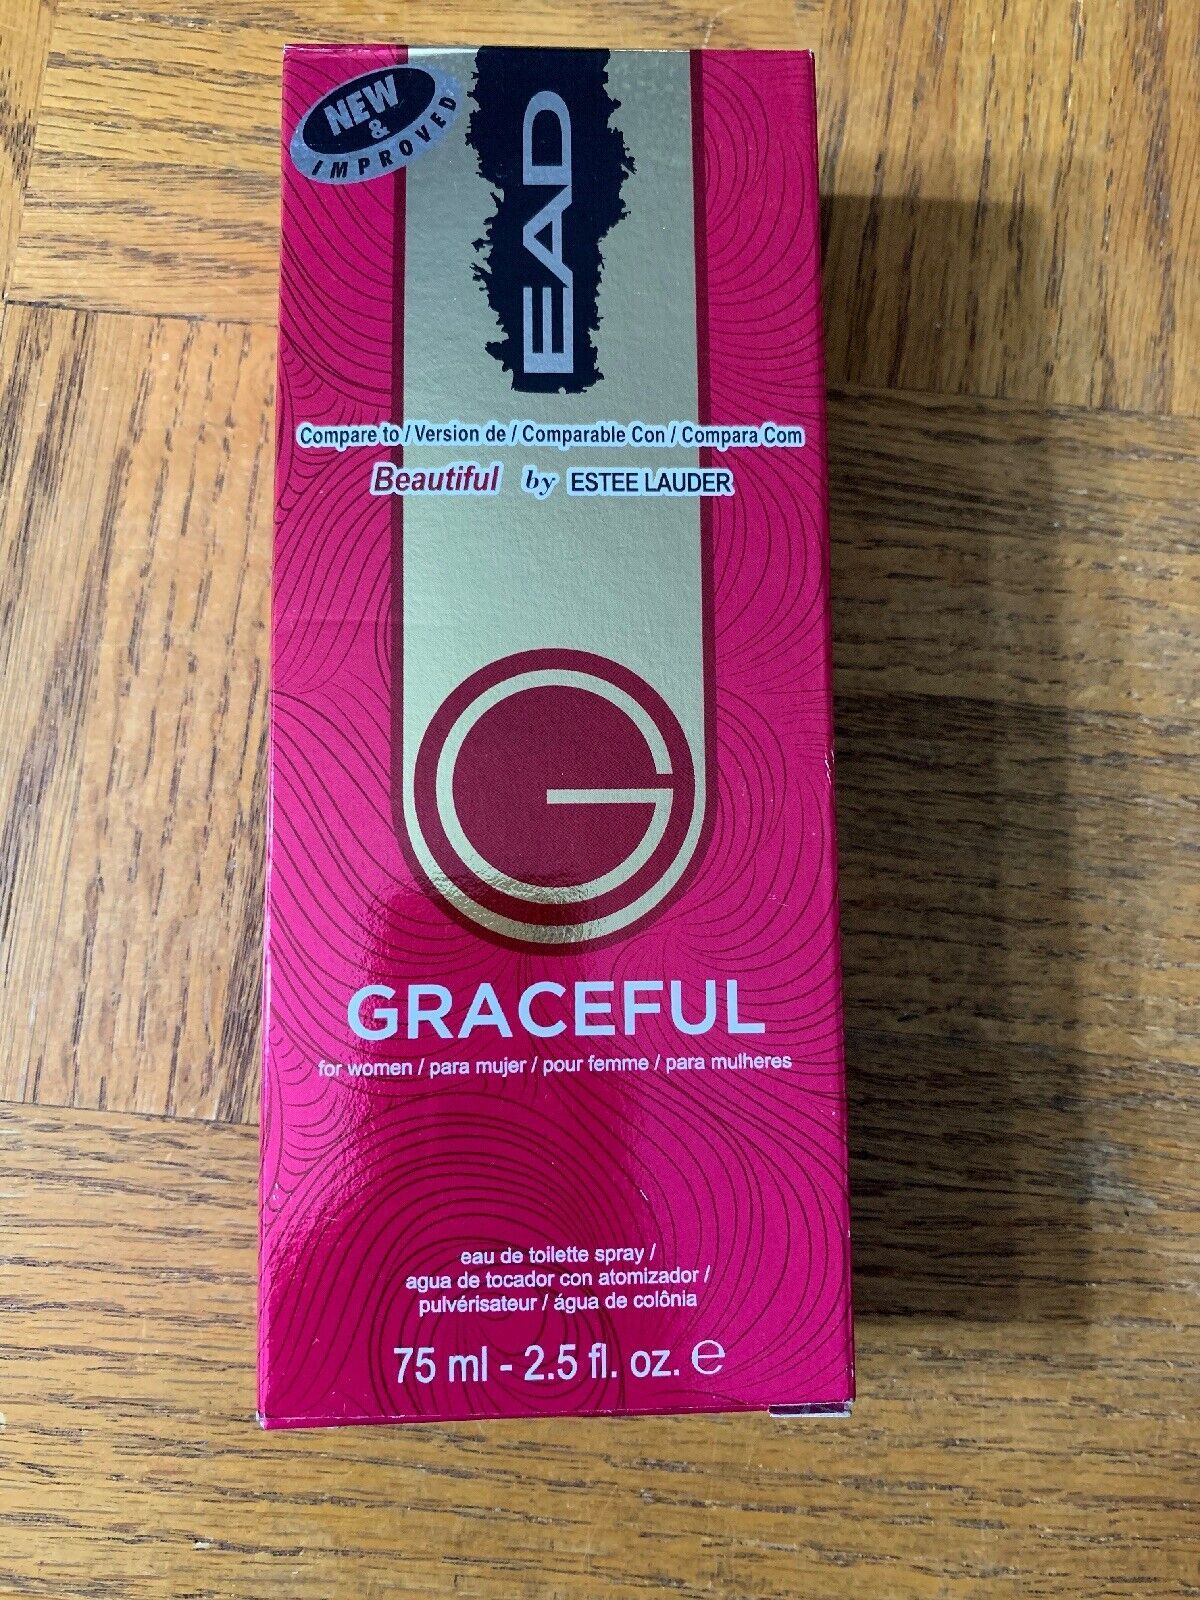 NEW
&
IMPROVED
EAD
Compare to / Version de / Comparable Con / Compara Com
Beautiful by ESTEE LAUDER
G
GRACEFUL
for women / para mujer / pour femme / para mulheres
eau de toilette spray /
agua de tocador con atomizador /
pulvérisateur / água de colônia
75 ml - 2.5 fl. oz. ℮